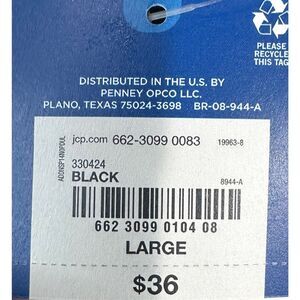 PLEASE
RECYCLE
THIS TAG
DISTRIBUTED IN THE U.S. BY
PENNEY OPCO LLC.
PLANO, TEXAS 75024-3698 BR-08-944-A
jcp.com 662-3099 0083 19963-8
330424
BLACK 8944-A
662 3099 0104 08
LARGE
$36